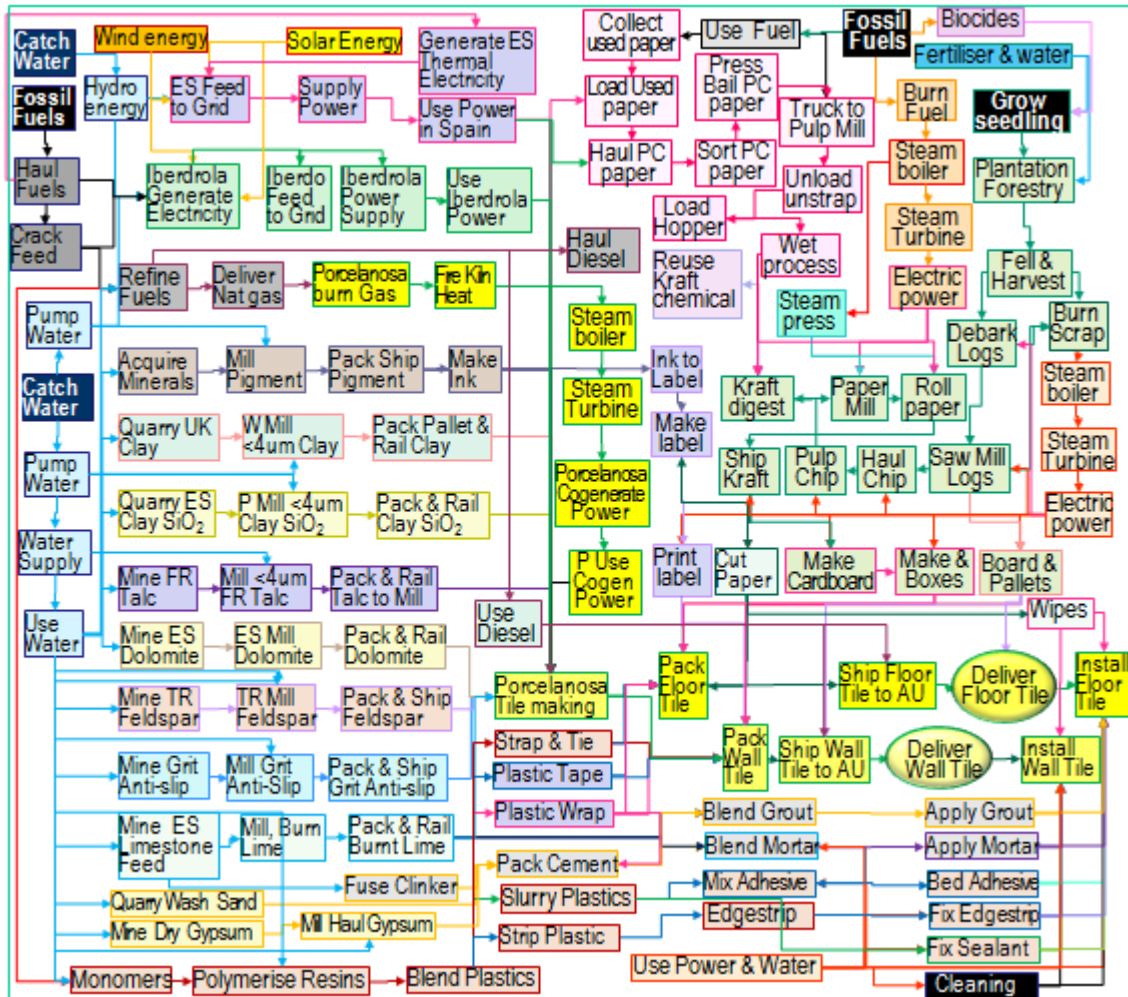 Catch
Water
Wind energy
Solar Energy
Generate ES
Thermal
Electricity
Collect
used paper
Use Fuel
Fossil
Fuels
Biocides
Fertiliser & water
Fossil
Fuels
Hydro
energy
ES Feed
to Grid
Supply
Power
Use Power
in Spain
Load Used
paper
Press
Bail PC
paper
Truck to
Pulp Mill
Burn
Fuel
Grow
seedling
Haul
Fuels
Iberdrola
Generate
Electricity
Iberdo
Feed
to Grid
Iberdrola
Power
Supply
Use
Iberdrola
Power
Haul PC
paper
Sort PC
paper
Unload
unstrap
Steam
boiler
Plantation
Forestry
Crack
Feed
Load
Hopper
Steam
Turbine
Refine
Fuels
Deliver
Nat gas
Porcelanosa
burn Gas
Fire Kiln
Heat
Haul
Diesel
Reuse
Kraft
chemical
Wet
process
Electric
power
Fell &
Harvest
Pump
Water
Steam
boiler
Steam
press
Debark
Logs
Burn
Scrap
Acquire
Minerals
Mill
Pigment
Pack Ship
Pigment
Make
Ink
Ink to
Label
Kraft
digest
Paper
Mill
Roll
paper
Steam
boiler
Catch
Water
Steam
Turbine
Make
label
Quarry UK
Clay
W Mill
<4um Clay
Pack Pallet &
Rail Clay
Ship
Kraft
Pulp
Chip
Haul
Chip
Saw Mill
Logs
Steam
Turbine
Pump
Water
Porcelanosa
Cogenerate
Power
Quarry ES
Clay SiO2
P Mill <4um
Clay SiO2
Pack & Rail
Clay SiO2
Electric
power
Water
Supply
Mine FR
Talc
Mill <4um
FR Talc
Pack & Rail
Talc to Mill
P Use
Cogen
Power
Print
label
Cut
Paper
Make
Cardboard
Make &
Boxes
Board &
Pallets
Use
Water
Use
Diesel
Wipes
Mine ES
Dolomite
ES Mill
Dolomite
Pack & Rail
Dolomite
Mine TR
Feldspar
TR Mill
Feldspar
Pack & Ship
Feldspar
Porcelanosa
Tile making
Pack
Floor
Tile
Ship Floor
Tile to AU
Deliver
Floor Tile
Install
Floor
Tile
Strap & Tie
Pack
Wall
Tile
Ship Wall
Tile to AU
Deliver
Wall Tile
Install
Wall Tile
Mine Grit
Anti-slip
Mill Grit
Anti-Slip
Pack & Ship
Grit Anti-slip
Plastic Tape
Plastic Wrap
Blend Grout
Apply Grout
Mine ES
Limestone
Feed
Mill, Burn
Lime
Pack & Rail
Burnt Lime
Blend Mortar
Apply Mortar
Pack Cement
Fuse Clinker
Mix Adhesive
Bed Adhesive
Quarry Wash Sand
Slurry Plastics
Edgestrip
Fix Edgestrip
Mine Dry Gypsum
Mill Haul Gypsum
Strip Plastic
Fix Sealant
Monomers
Polymerise Resins
Blend Plastics
Use Power & Water
Cleaning